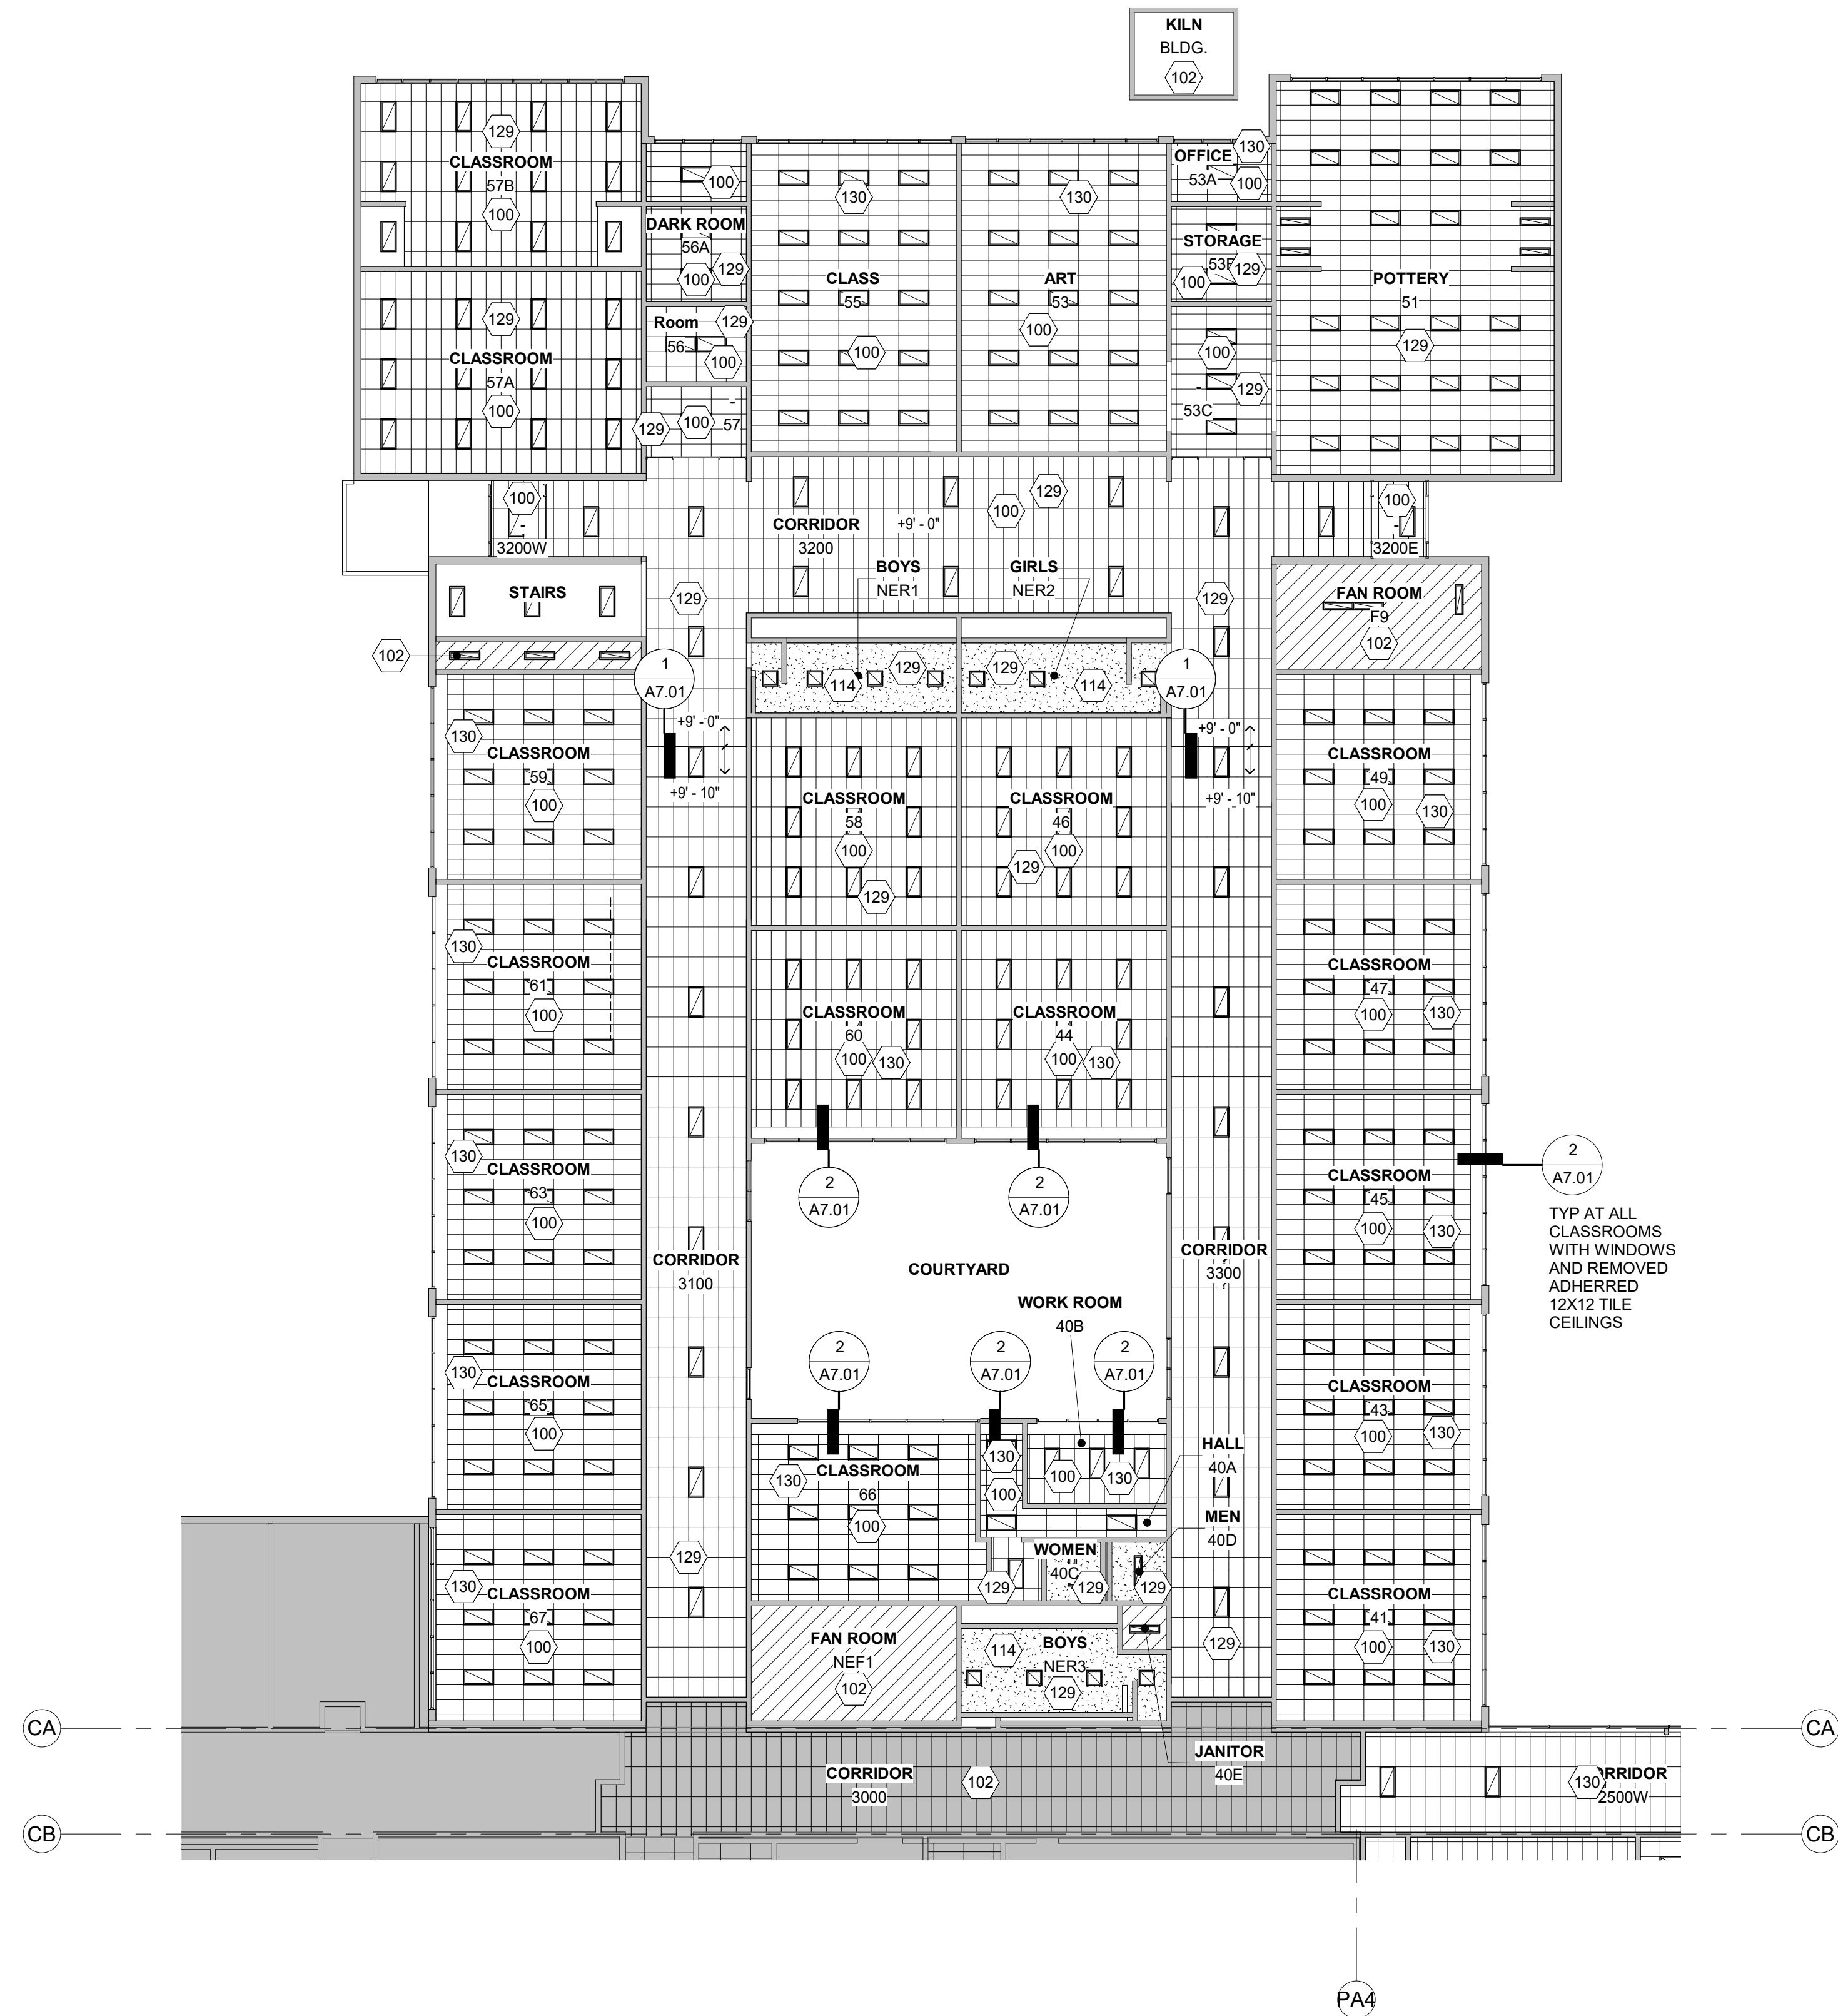 KILN
BLDG.
102
129
CLASSROOM
57B
100
129
CLASSROOM
57A
100
100
DARK ROOM
56A
129
100
Room
129
56
100
-
100
57
129
130
CLASS
55
100
130
ART
53
100
OFFICE
130
53A
100
STORAGE
129
100
100
-
129
53C
POTTERY
51
129
100
-
3200W
CORRIDOR
+9' - 0"
3200
100
129
100
-
3200E
BOYS
NER1
GIRLS
NER2
STAIRS
129
129
FAN ROOM
F9
102
102
1
A7.01
114
129
129
114
1
A7.01
+9' - 0"
+9' - 10"
+9' - 0"
+9' - 10"
130
CLASSROOM
59
100
CLASSROOM
58
100
129
CLASSROOM
46
100
129
CLASSROOM
49
100
130
130
CLASSROOM
61
100
CLASSROOM
60
100
130
CLASSROOM
44
100
130
CLASSROOM
47
100
130
130
CLASSROOM
63
100
2
A7.01
2
A7.01
CLASSROOM
45
100
130
2
A7.01
TYP AT ALL
CLASSROOMS
WITH WINDOWS
AND REMOVED
ADHERRED
12X12 TILE
CEILINGS
CORRIDOR
3100
COURTYARD
CORRIDOR
3300
WORK ROOM
40B
2
A7.01
2
A7.01
2
A7.01
130
CLASSROOM
65
100
CLASSROOM
43
100
130
130
CLASSROOM
66
100
130
100
100
130
HALL
40A
MEN
40D
WOMEN
40C
129
129
129
129
130
CLASSROOM
67
100
FAN ROOM
NEF1
102
114
BOYS
NER3
129
129
CLASSROOM
41
100
130
CA
CA
JANITOR
40E
CORRIDOR
3000
102
130
2500W
CB
CB
PA4